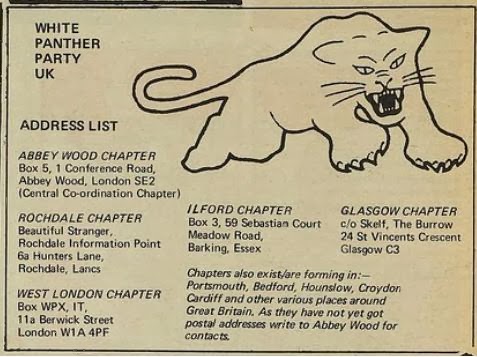 WHITE
PANTHER
PARTY
UK
ADDRESS LIST
ABBEY WOOD CHAPTER
Box 5, 1 Conference Road,
Abbey Wood, London SE2
(Central Co-ordination Chapter)
ROCHDALE CHAPTER
Beautiful Stranger,
Rochdale Information Point
6a Hunters Lane,
Rochdale, Lancs
WEST LONDON CHAPTER
Box WPX, IT,
11a Berwick Street
London W1A 4PF
ILFORD CHAPTER
Box 3, 59 Sebastian Court
Meadow Road,
Barking, Essex
GLASGOW CHAPTER
c/o Skelf, The Burrow
24 St Vincents Crescent
Glasgow C3
Chapters also exist/are forming in:—
Portsmouth, Bedford, Hounslow, Croydon
Cardiff and other various places around
Great Britain. As they have not yet got
postal addresses write to Abbey Wood for
contacts.